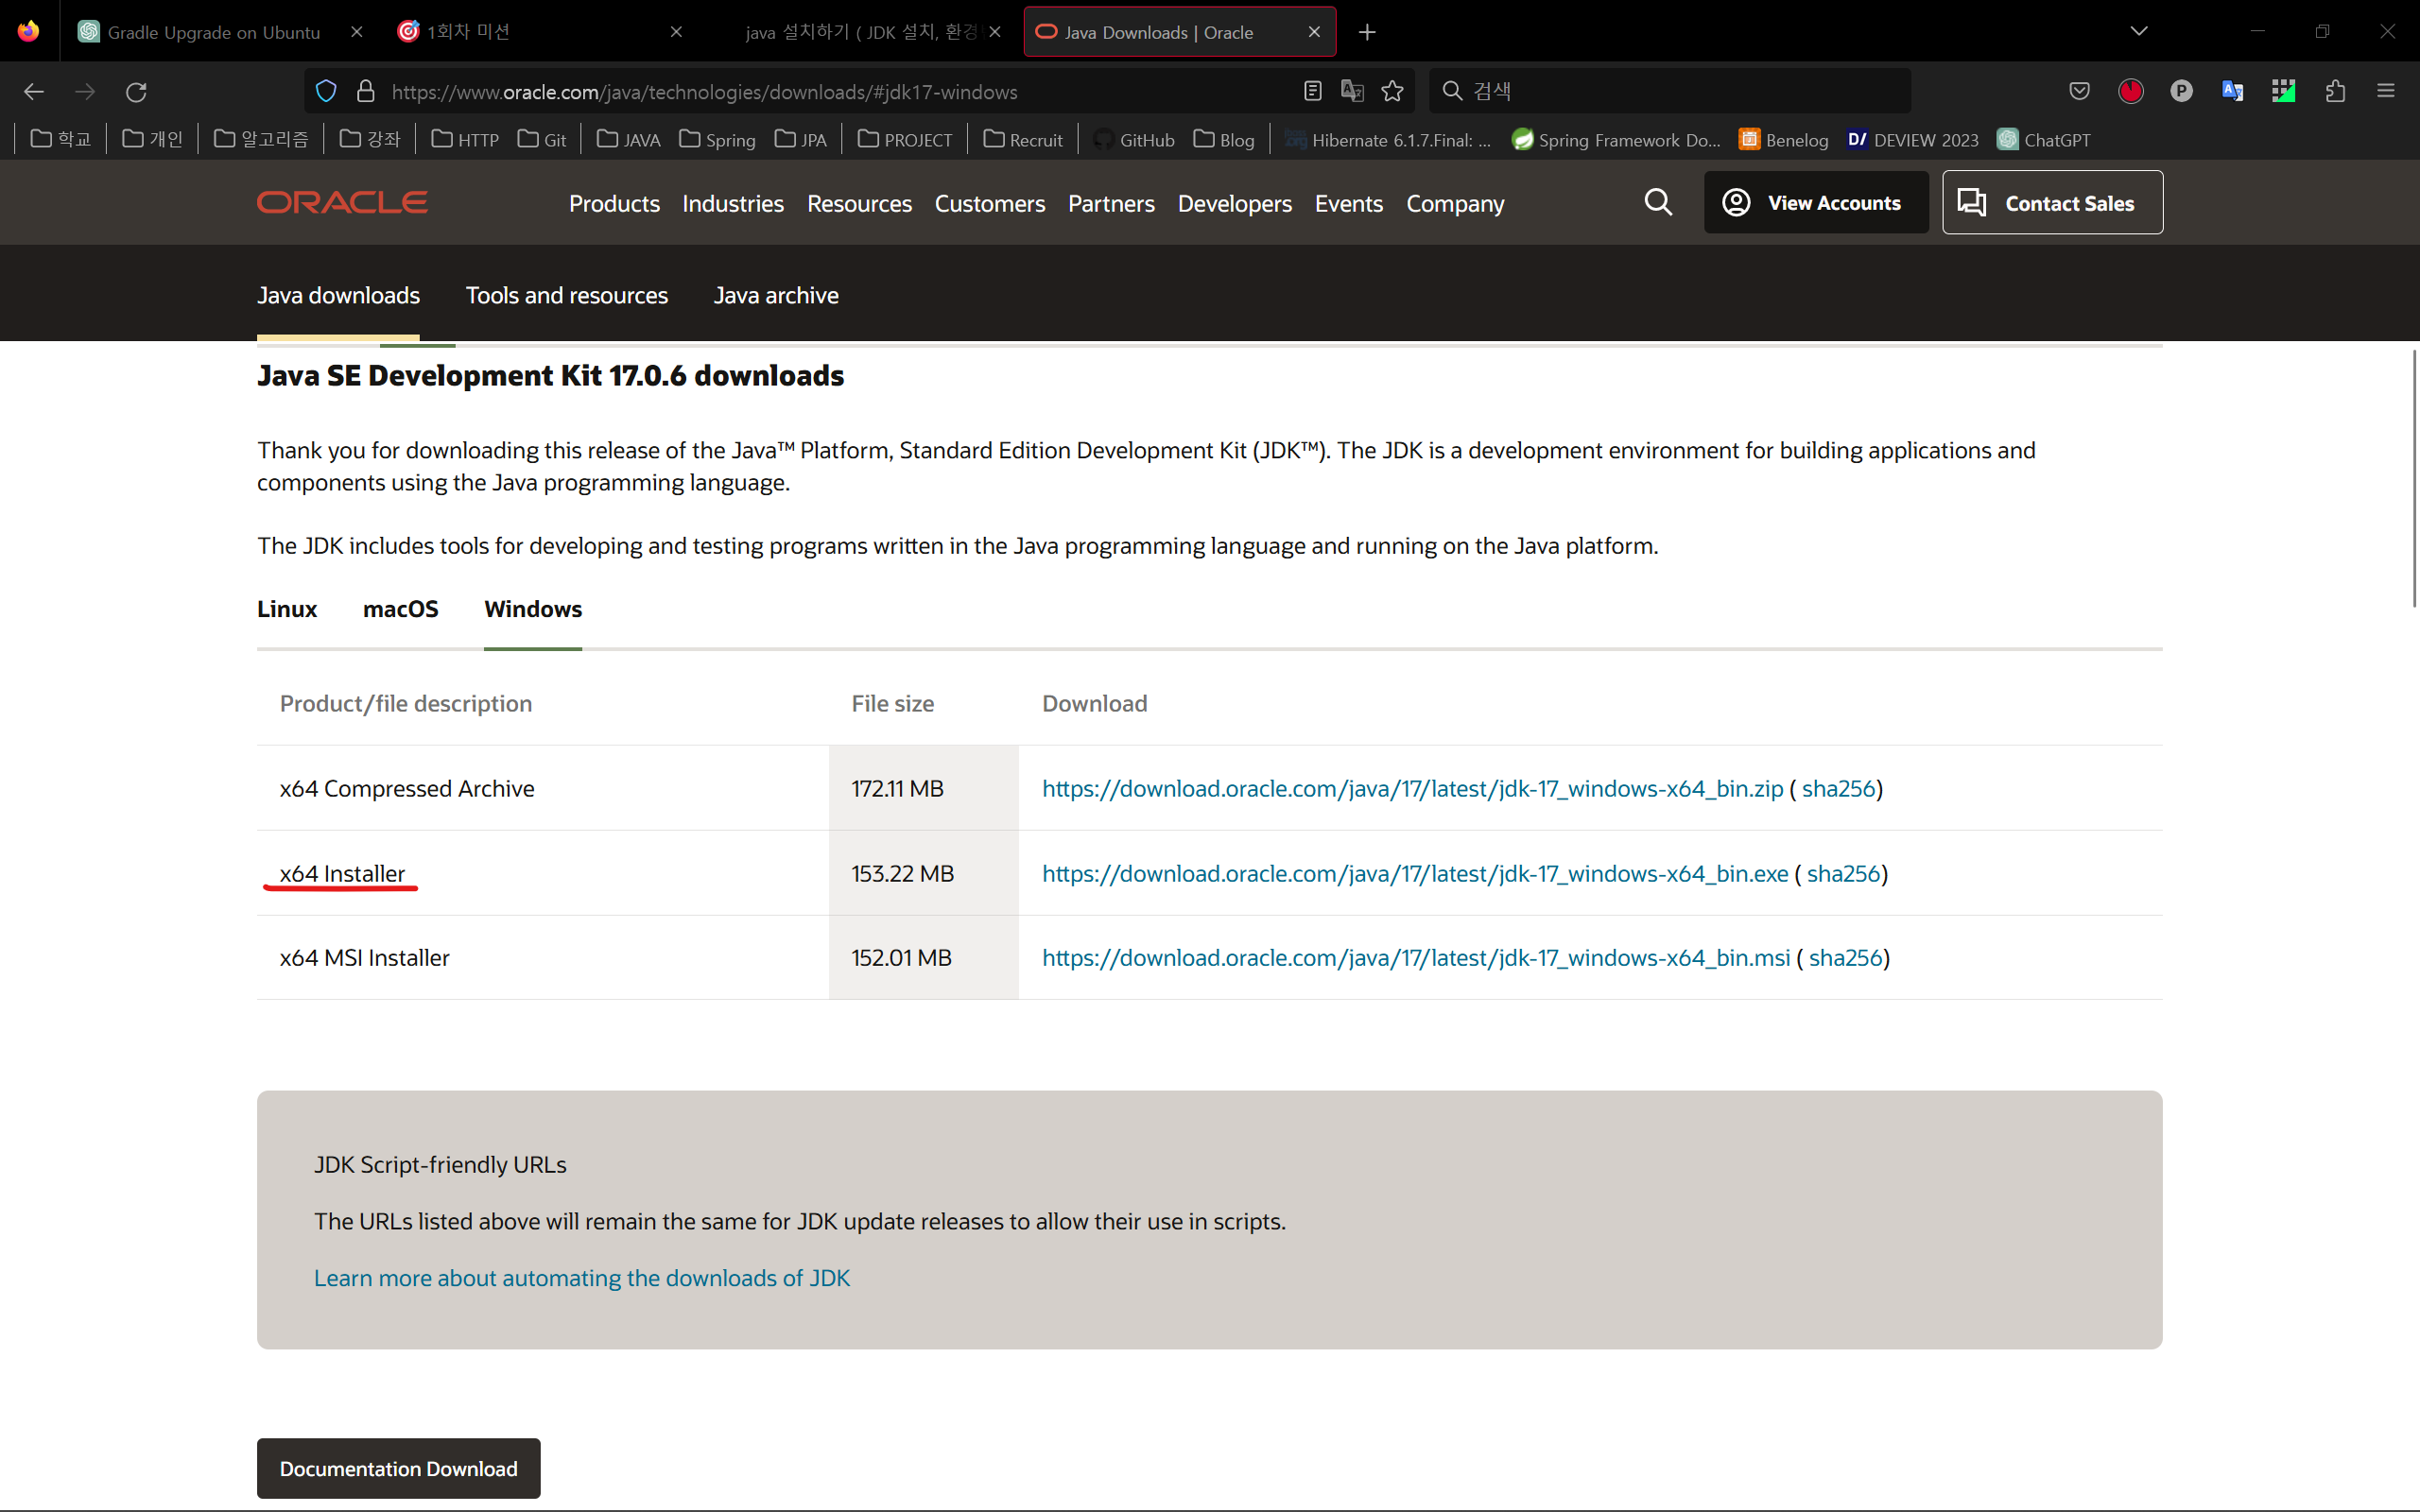 Gradle Upgrade on Ubuntu
1회차 미션
java 설치하기 ( JDK 설치, 환경
Java Downloads | Oracle
https://www.oracle.com/java/technologies/downloads/#jdk17-windows
검색
학교
개인
알고리즘
강좌
HTTP
Git
JAVA
Spring
JPA
PROJECT
Recruit
GitHub
Blog
Hibernate 6.1.7.Final: ...
Spring Framework Do...
Benelog
DEVIEW 2023
ChatGPT
ORACLE
Products
Industries
Resources
Customers
Partners
Developers
Events
Company
View Accounts
Contact Sales
Java downloads
Tools and resources
Java archive
Java SE Development Kit 17.0.6 downloads
Thank you for downloading this release of the Java™ Platform, Standard Edition Development Kit (JDK™). The JDK is a development environment for building applications and
components using the Java programming language.
The JDK includes tools for developing and testing programs written in the Java programming language and running on the Java platform.
Linux
macOS
Windows
Product/file description
File size
Download
x64 Compressed Archive
172.11 MB
https://download.oracle.com/java/17/latest/jdk-17_windows-x64_bin.zip ( sha256)
x64 Installer
153.22 MB
https://download.oracle.com/java/17/latest/jdk-17_windows-x64_bin.exe ( sha256)
x64 MSI Installer
152.01 MB
https://download.oracle.com/java/17/latest/jdk-17_windows-x64_bin.msi ( sha256)
JDK Script-friendly URLs
The URLs listed above will remain the same for JDK update releases to allow their use in scripts.
Learn more about automating the downloads of JDK
Documentation Download